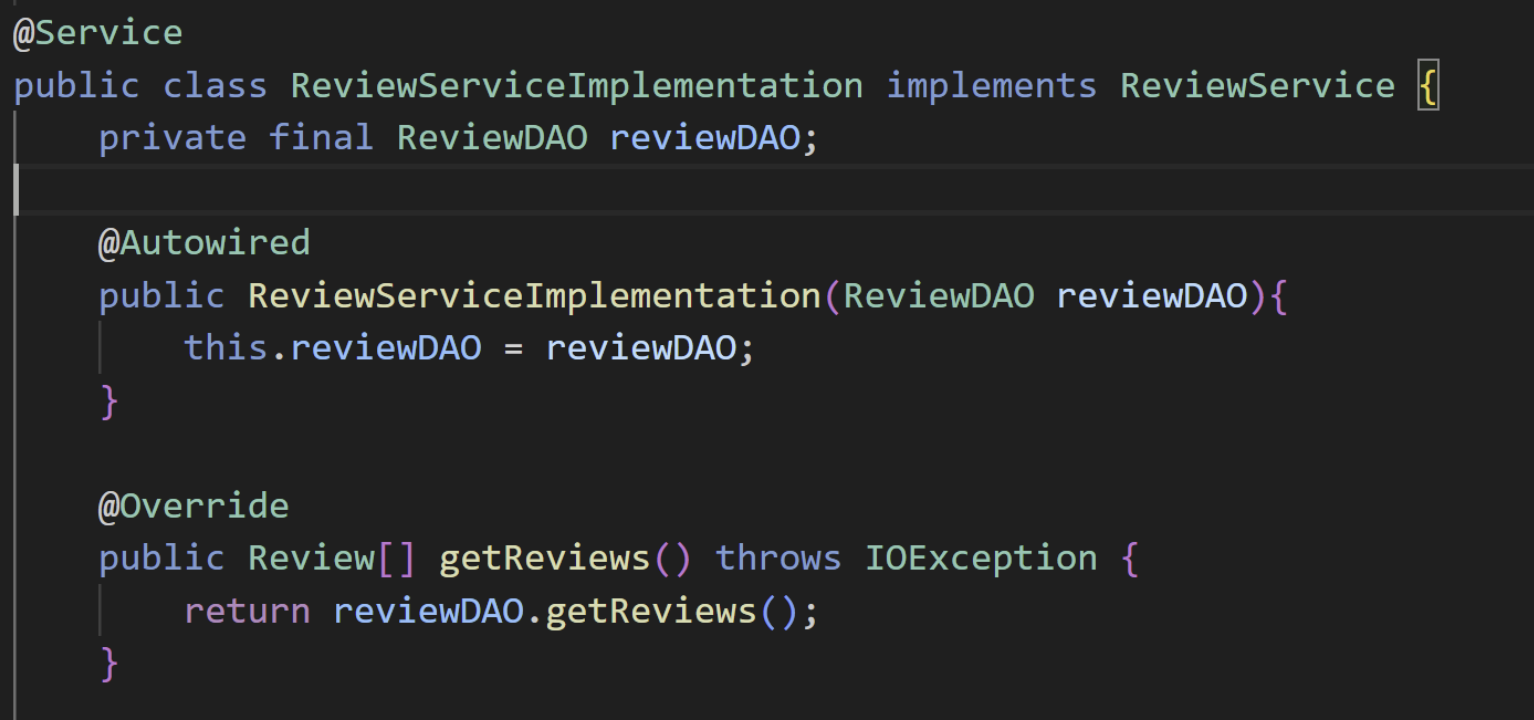 @Service
public class ReviewServiceImplementation implements ReviewService {
    private final ReviewDAO reviewDAO;

    @Autowired
    public ReviewServiceImplementation(ReviewDAO reviewDAO){
        this.reviewDAO = reviewDAO;
    }

    @Override
    public Review[] getReviews() throws IOException {
        return reviewDAO.getReviews();
    }